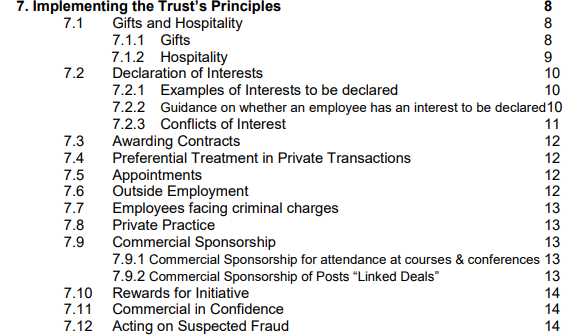 7. Implementing the Trust's Principles 8
7.1 Gifts and Hospitality 8
7.1.1 Gifts 8
7.1.2 Hospitality 9
7.2 Declaration of Interests 10
7.2.1 Examples of Interests to be declared 10
7.2.2 Guidance on whether an employee has an interest to be declared10
7.2.3 Conflicts of Interest 11
7.3 Awarding Contracts 12
7.4 Preferential Treatment in Private Transactions 12
7.5 Appointments 12
7.6 Outside Employment 12
7.7 Employees facing criminal charges 13
7.8 Private Practice 13
7.9 Commercial Sponsorship 13
7.9.1 Commercial Sponsorship for attendance at courses & conferences 13
7.9.2 Commercial Sponsorship of Posts “Linked Deals” 13
7.10 Rewards for Initiative 14
7.11 Commercial in Confidence 14
7.12 Acting on Suspected Fraud 14